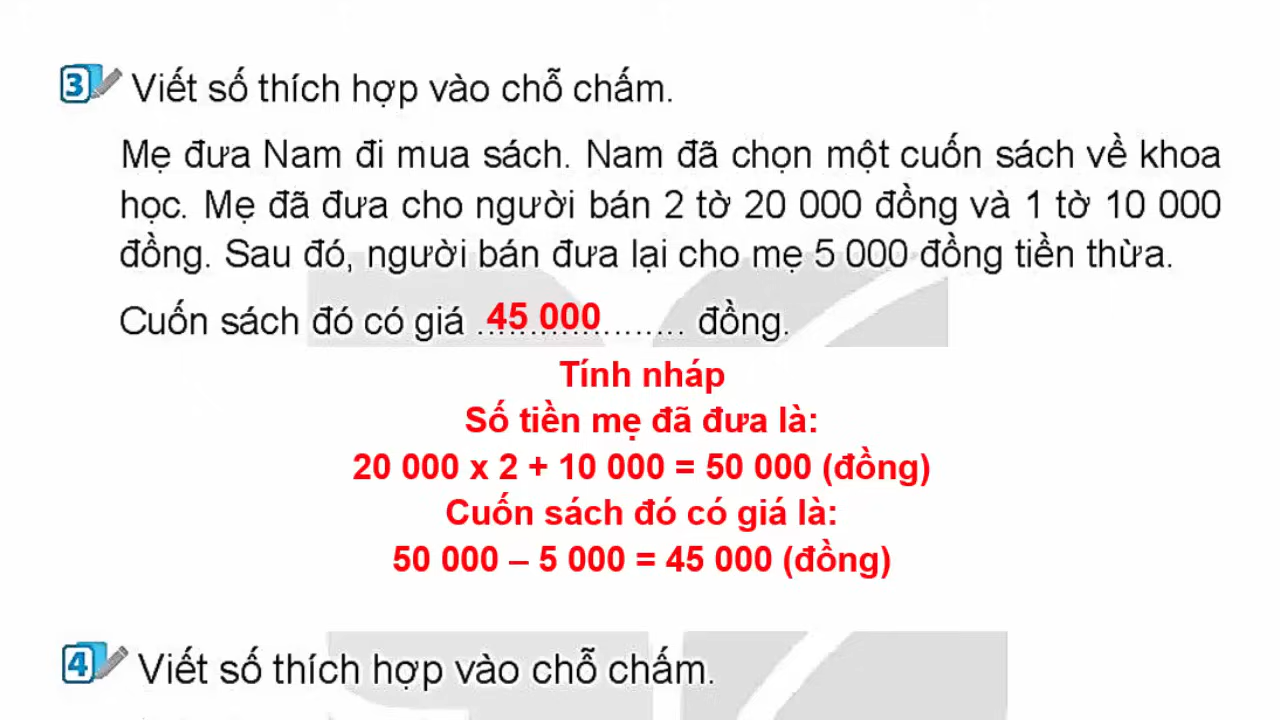 3 Viết số thích hợp vào chỗ chấm.
Mẹ đưa Nam đi mua sách. Nam đã chọn một cuốn sách về khoa
học. Mẹ đã đưa cho người bán 2 tờ 20 000 đồng và 1 tờ 10 000
đồng. Sau đó, người bán đưa lại cho mẹ 5 000 đồng tiền thừa.
Cuốn sách đó có giá ..45 000........ đồng.
Tính nháp
Số tiền mẹ đã đưa là:
20 000 x 2 + 10 000 = 50 000 (đồng)
Cuốn sách đó có giá là:
50 000 – 5 000 = 45 000 (đồng)
4 Viết số thích hợp vào chỗ chấm.